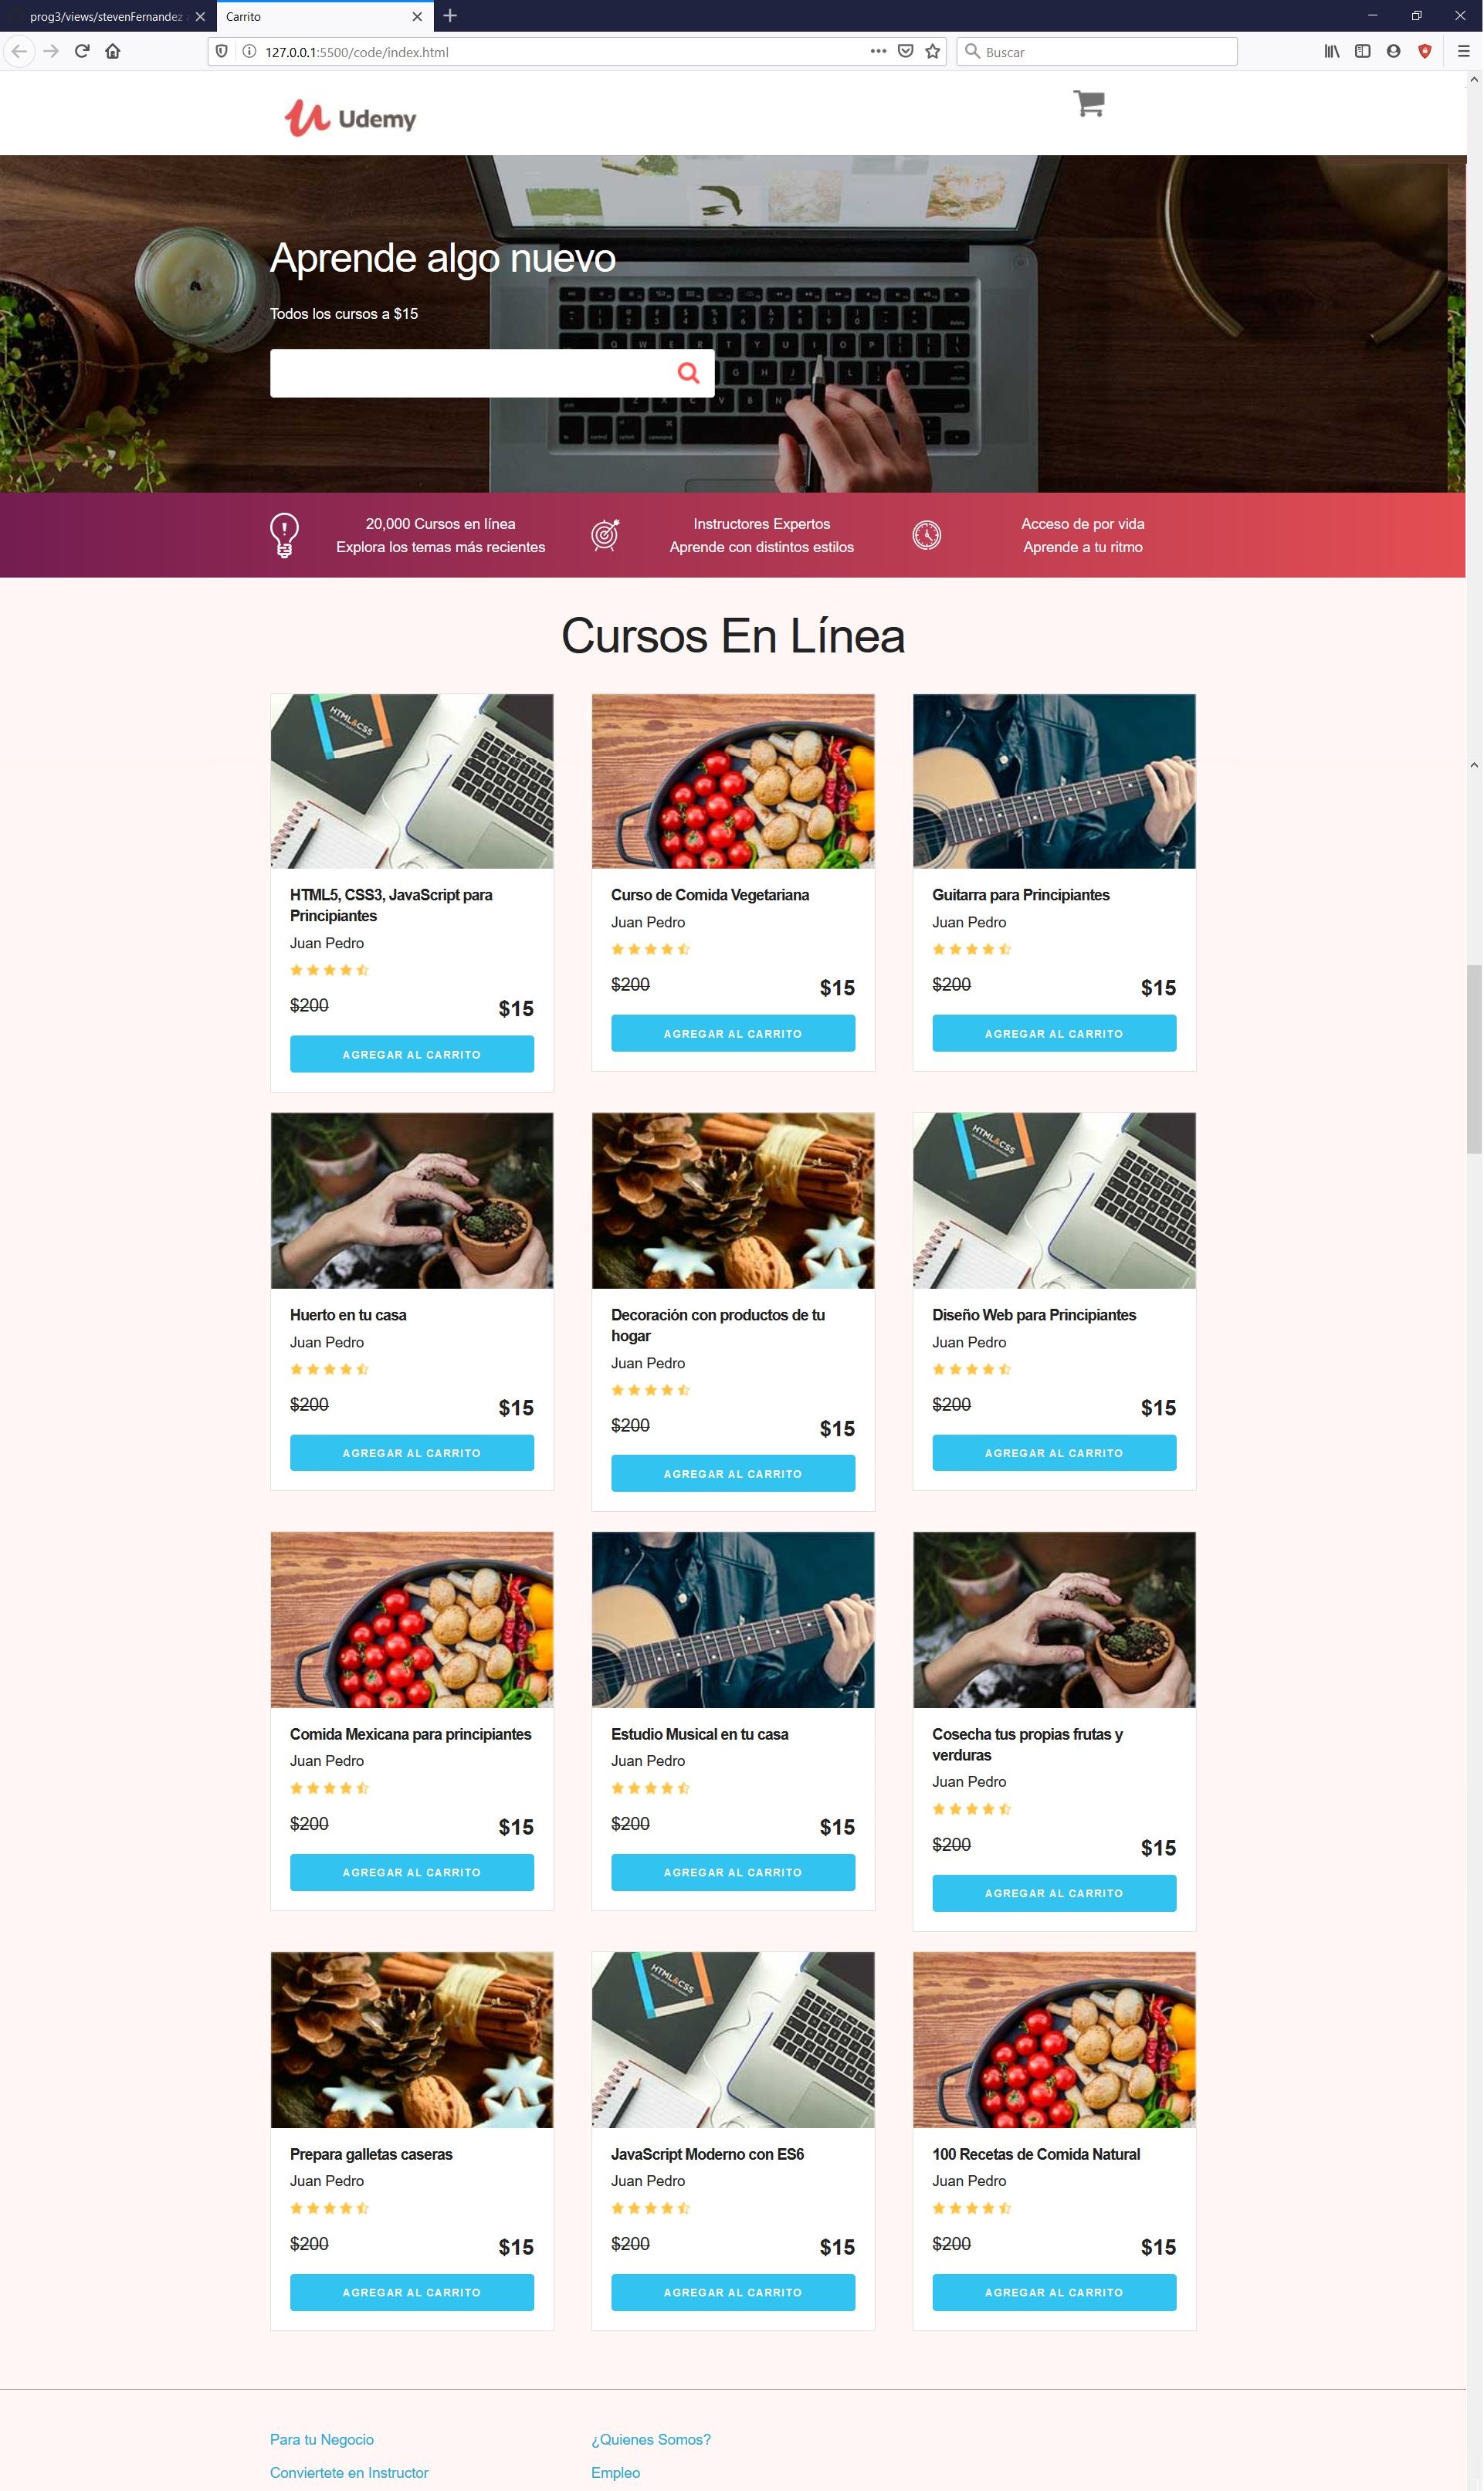 prog3/views/stevenFernandez
Carrito
127.0.0.1:5500/code/index.html
Buscar
Udemy
Aprende algo nuevo
Todos los cursos a $15
20,000 Cursos en línea
Explora los temas más recientes
Instructores Expertos
Aprende con distintos estilos
Acceso de por vida
Aprende a tu ritmo
Cursos En Línea
HTML&CSS
HTML5, CSS3, JavaScript para
Principiantes
Juan Pedro
$200 $15
AGREGAR AL CARRITO
Curso de Comida Vegetariana
Juan Pedro
$200 $15
AGREGAR AL CARRITO
Guitarra para Principiantes
Juan Pedro
$200 $15
AGREGAR AL CARRITO
Huerto en tu casa
Juan Pedro
$200 $15
AGREGAR AL CARRITO
Decoración con productos de tu
hogar
Juan Pedro
$200 $15
AGREGAR AL CARRITO
HTML&CSS
Diseño Web para Principiantes
Juan Pedro
$200 $15
AGREGAR AL CARRITO
Comida Mexicana para principiantes
Juan Pedro
$200 $15
AGREGAR AL CARRITO
Estudio Musical en tu casa
Juan Pedro
$200 $15
AGREGAR AL CARRITO
Cosecha tus propias frutas y
verduras
Juan Pedro
$200 $15
AGREGAR AL CARRITO
Prepara galletas caseras
Juan Pedro
$200 $15
AGREGAR AL CARRITO
HTML&CSS
JavaScript Moderno con ES6
Juan Pedro
$200 $15
AGREGAR AL CARRITO
100 Recetas de Comida Natural
Juan Pedro
$200 $15
AGREGAR AL CARRITO
Para tu Negocio
Conviertete en Instructor
¿Quienes Somos?
Empleo